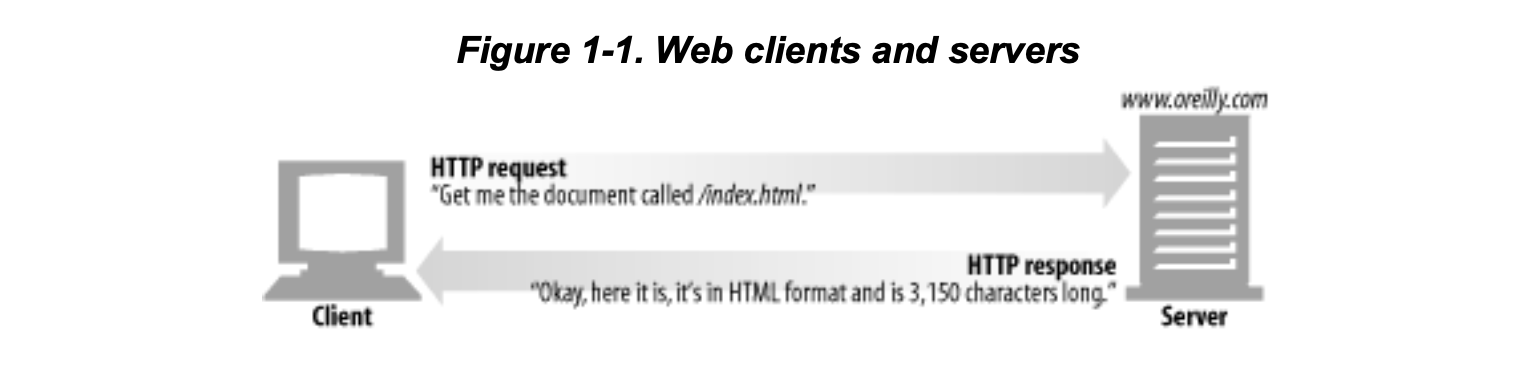 Figure 1-1. Web clients and servers
www.oreilly.com
HTTP request
“Get me the document called /index.html.”
HTTP response
“Okay, here it is, it’s in HTML format and is 3,150 characters long.”
Client
Server